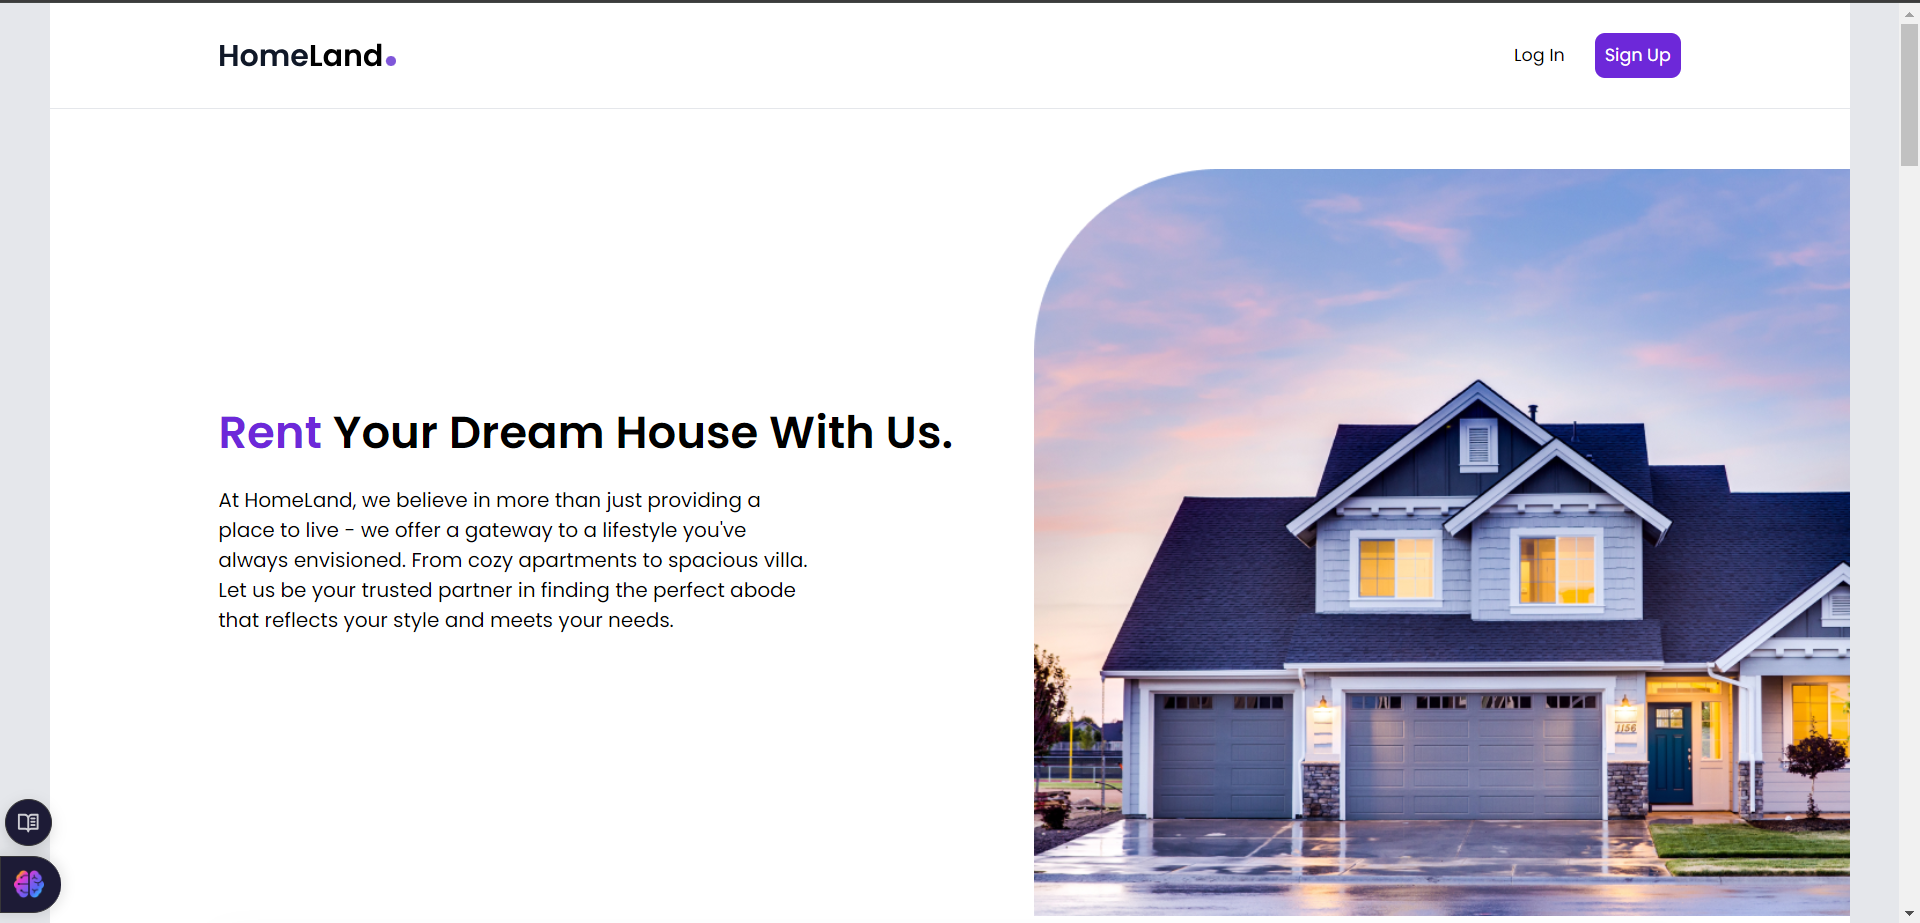 HomeLand.
Log In
Sign Up
Rent Your Dream House With Us.
At HomeLand, we believe in more than just providing a
place to live - we offer a gateway to a lifestyle you've
always envisioned. From cozy apartments to spacious villa.
Let us be your trusted partner in finding the perfect abode
that reflects your style and meets your needs.
1156